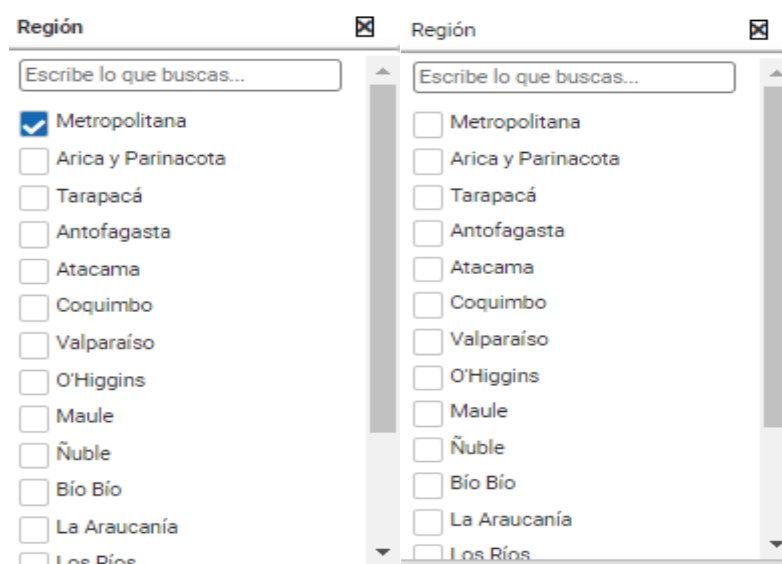 Región
Escribe lo que buscas...
Metropolitana
Arica y Parinacota
Tarapacá
Antofagasta
Atacama
Coquimbo
Valparaíso
O'Higgins
Maule
Ñuble
Bío Bío
La Araucanía
Los Ríos
Región
Escribe lo que buscas...
Metropolitana
Arica y Parinacota
Tarapacá
Antofagasta
Atacama
Coquimbo
Valparaíso
O'Higgins
Maule
Ñuble
Bío Bío
La Araucanía
Los Ríos